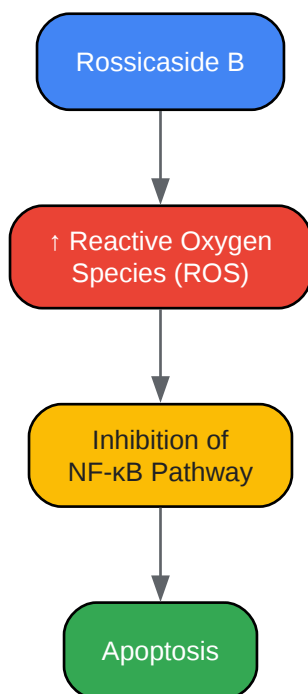 Rossicaside B
↑ Reactive Oxygen
Species (ROS)
Inhibition of
NF-κB Pathway
Apoptosis